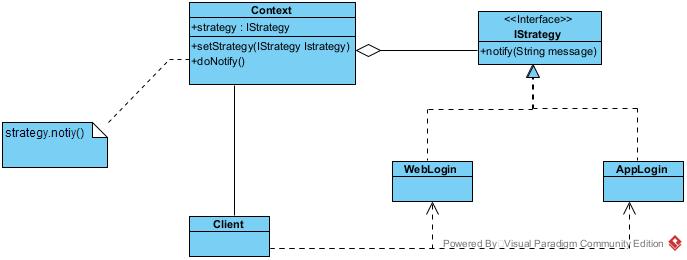 Context
+strategy : IStrategy
+setStrategy(IStrategy Istrategy)
+doNotify()
<<Interface>>
IStrategy
+notify(String message)
strategy.notiy()
WebLogin
AppLogin
Client
Powered By Visual Paradigm Community Edition